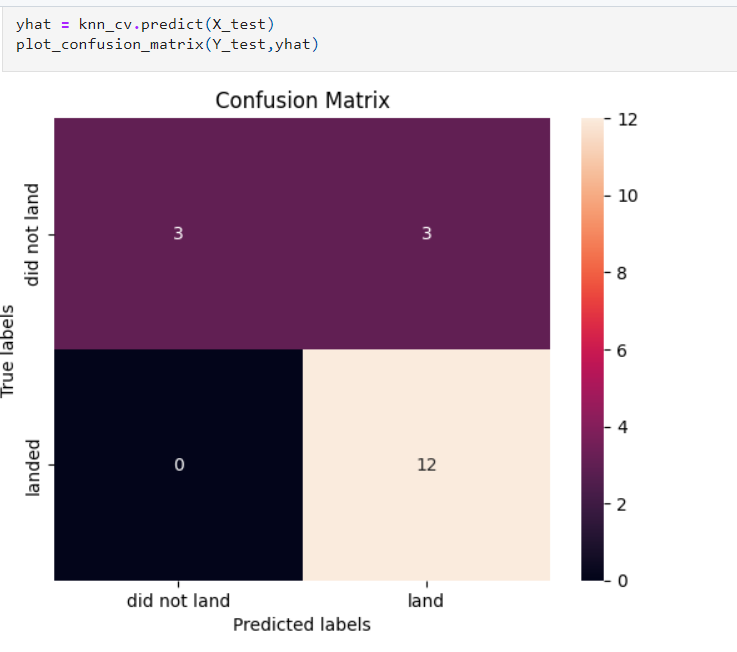 yhat = knn_cv.predict(X_test)
plot_confusion_matrix(Y_test,yhat)
Confusion Matrix
True labels
did not land
3
3
landed
0
12
did not land
land
Predicted labels
12
10
8
6
4
2
0